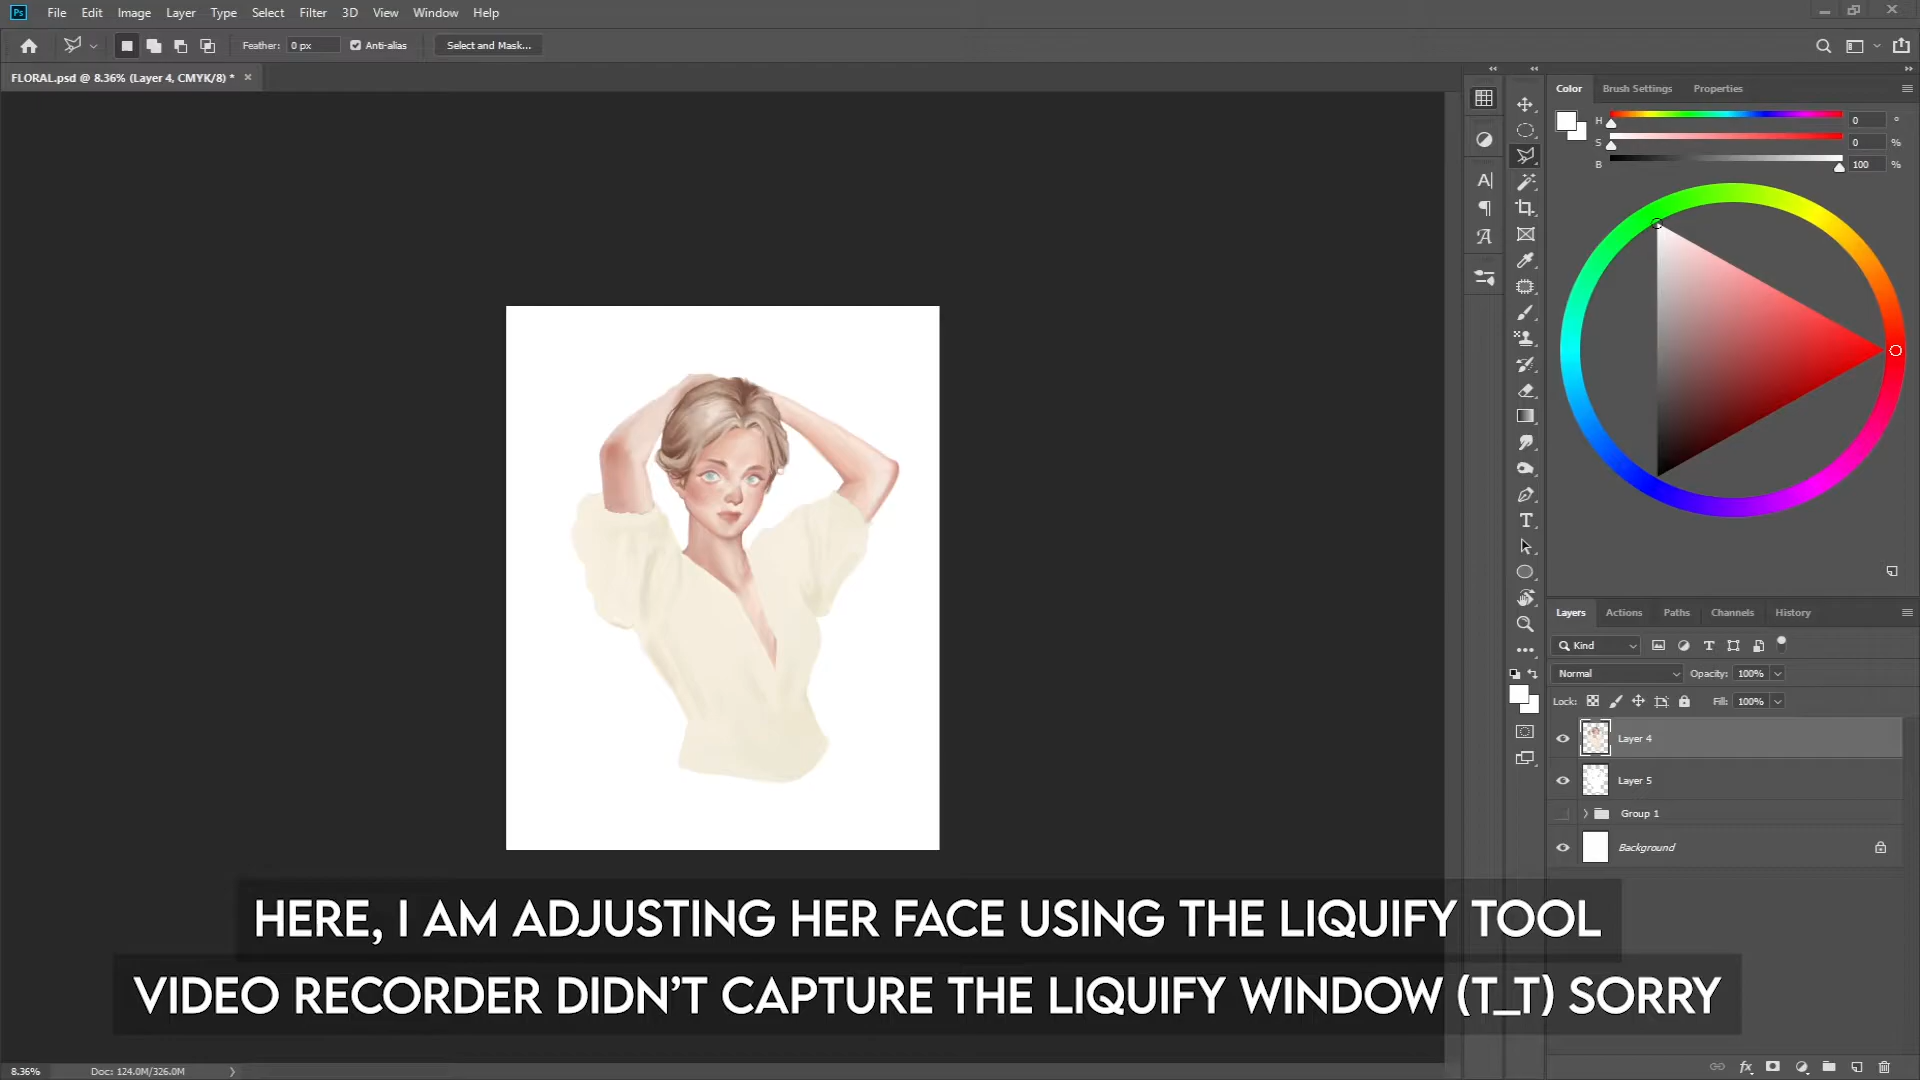 Ps File Edit Image Layer Type Select Filter 3D View Window Help
Feather: 0 px Anti-alias Select and Mask...
FLORAL.psd @ 8.36% (Layer 4, CMYK/8) * ×
Color Brush Settings Properties
H 0 °
S 0 %
B 100 %
Layers Actions Paths Channels History
Kind
Normal Opacity: 100%
Lock: Fill: 100%
Layer 4
Layer 5
Group 1
Background
HERE, I AM ADJUSTING HER FACE USING THE LIQUIFY TOOL
VIDEO RECORDER DIDN'T CAPTURE THE LIQUIFY WINDOW (T_T) SORRY
8.36% Doc: 124.0M/326.0M
fx